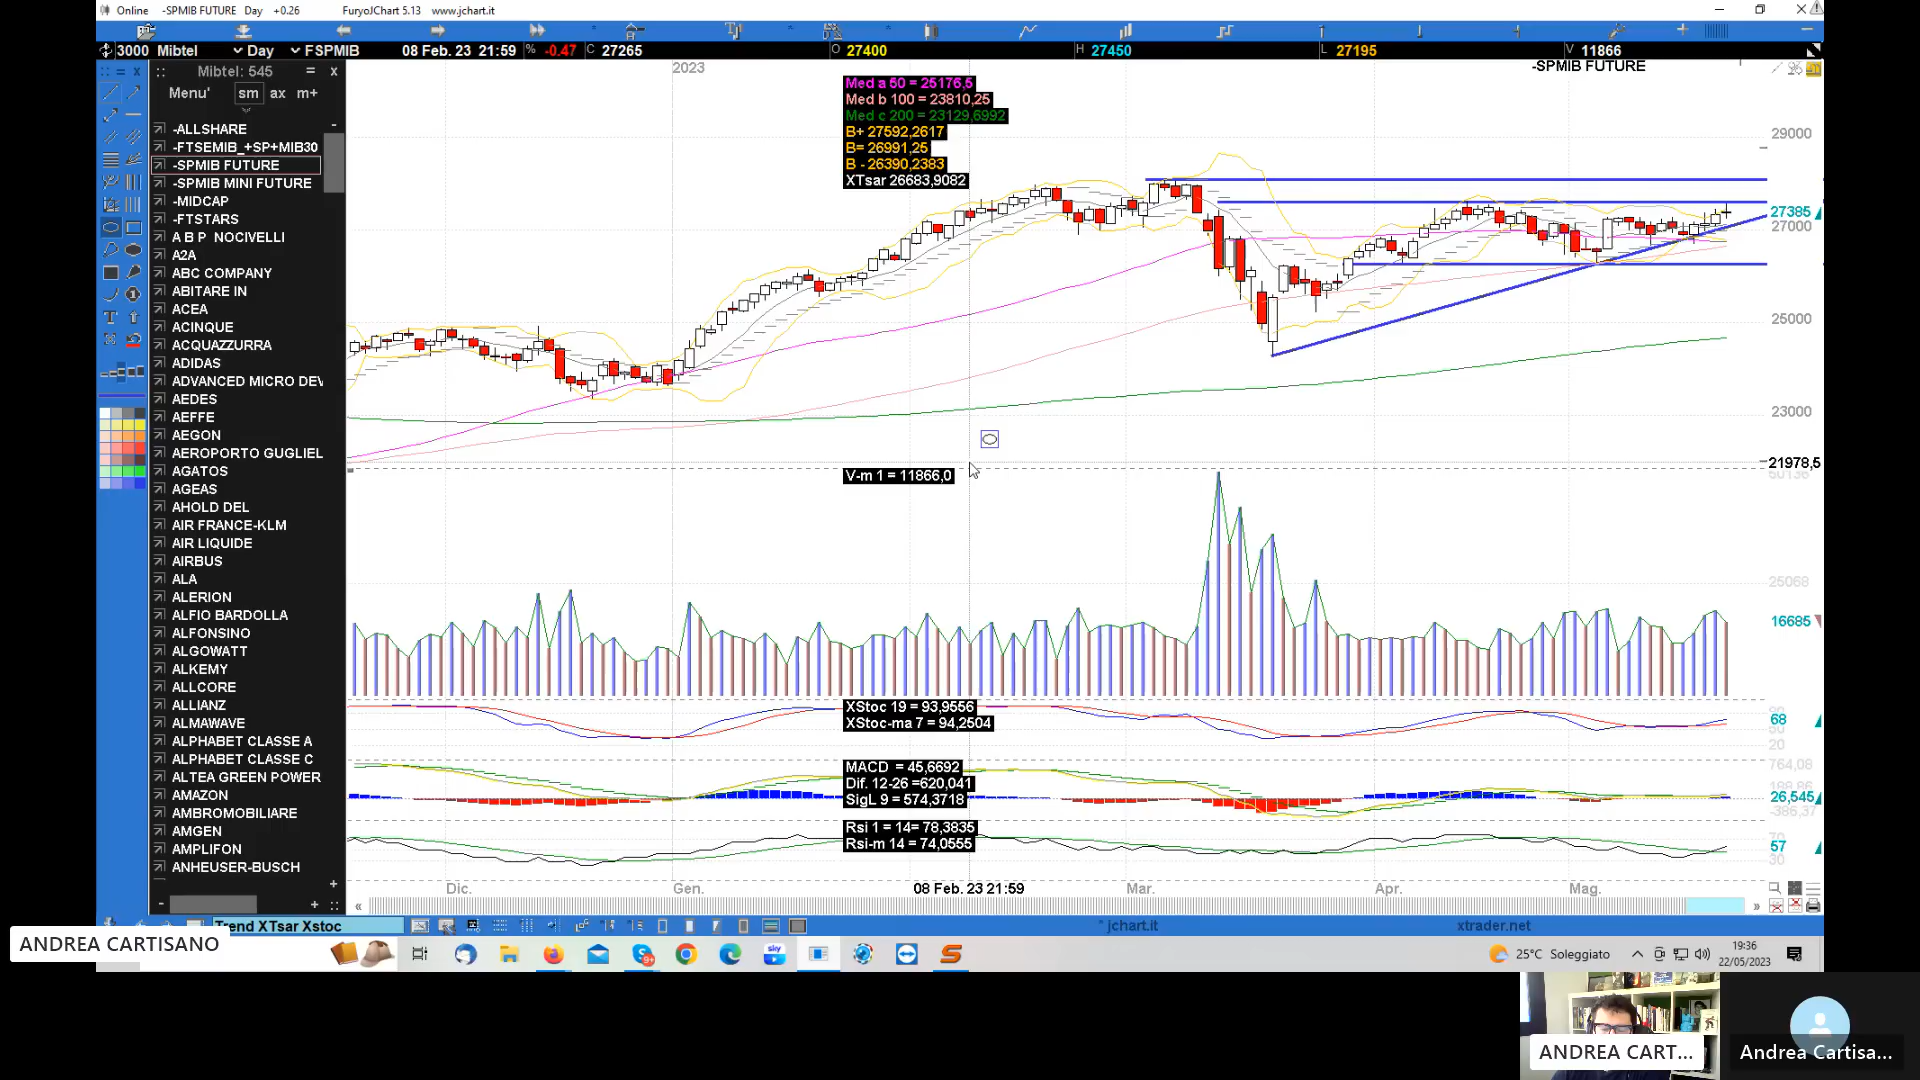 Online -SPMIB FUTURE Day +0.26 FuryoJChart 5.13 www.jchart.it
3000 Mibtel Day FSPMIB 08 Feb. 23 21:59 % -0.47 C 27265 O 27400 H 27450 L 27195 V 11866
Mibtel: 545 = x
Menu' sm ax m+
-ALLSHARE
-FTSEMIB_+SP+MIB30
-SPMIB FUTURE
-SPMIB MINI FUTURE
-MIDCAP
-FTSTARS
A B P NOCIVELLI
A2A
ABC COMPANY
ABITARE IN
ACEA
ACINQUE
ACQUAZZURRA
ADIDAS
ADVANCED MICRO DEV
AEDES
AEFFE
AEGON
AEROPORTO GUGLIEL
AGATOS
AGEAS
AHOLD DEL
AIR FRANCE-KLM
AIR LIQUIDE
AIRBUS
ALA
ALERION
ALFIO BARDOLLA
ALFONSINO
ALGOWATT
ALKEMY
ALLCORE
ALLIANZ
ALMAWAVE
ALPHABET CLASSE A
ALPHABET CLASSE C
ALTEA GREEN POWER
AMAZON
AMBROMOBILIARE
AMGEN
AMPLIFON
ANHEUSER-BUSCH
2023
-SPMIB FUTURE
Med a 50 = 25176,5
Med b 100 = 23810,25
Med c 200 = 23129,6992
B+ 27592,2617
B= 26991,25
B - 26390,2383
XTsar 26683,9082
29000
27385
27000
25000
23000
21978,5
V-m 1 = 11866,0
50136
25068
16685
XStoc 19 = 93,9556
XStoc-ma 7 = 94,2504
68
20
MACD = 45,6692
Dif. 12-26 =620,041
SigL 9 = 574,3718
764,08
26,545
-386,37
Rsi 1 = 14= 78,3835
Rsi-m 14 = 74,0555
70
57
30
Dic. Gen. 08 Feb. 23 21:59 Mar. Apr. Mag.
Trend XTsar Xstoc
* jchart.it
xtrader.net
sky
25°C Soleggiato
19:36
22/05/2023
ANDREA CARTISANO
ANDREA CART...
Andrea Cartisa...